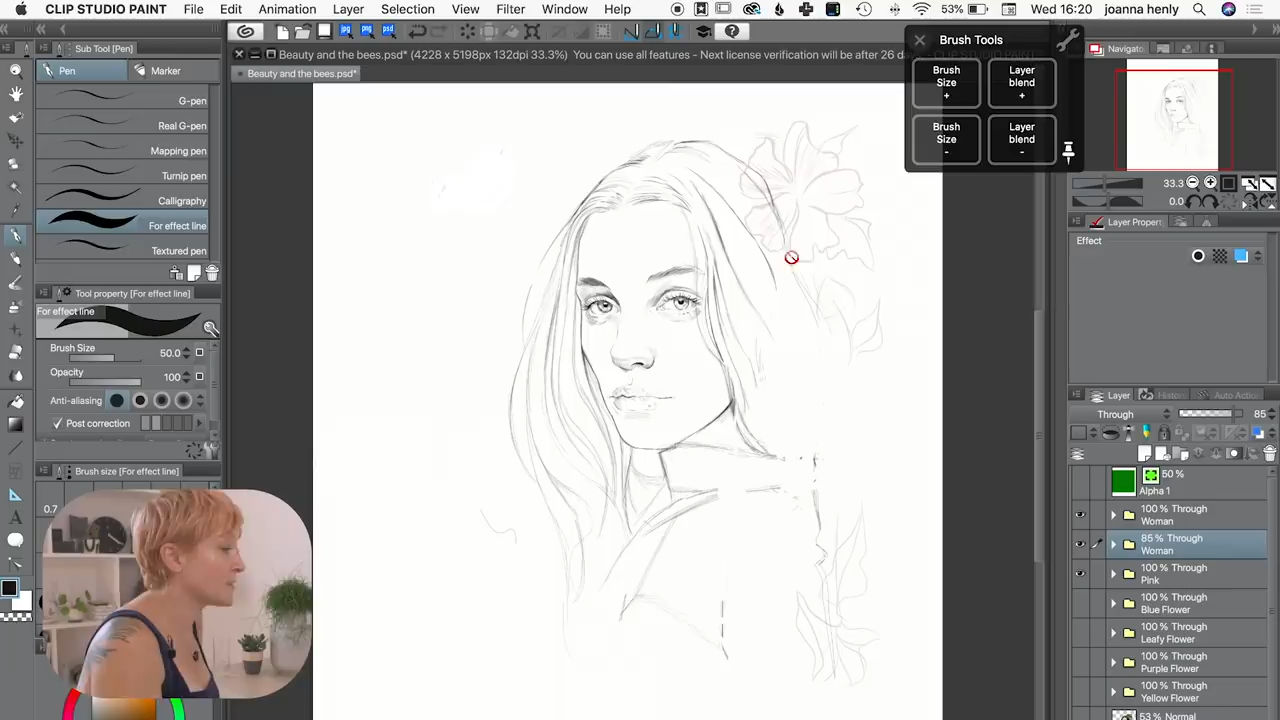 CLIP STUDIO PAINT File Edit Animation Layer Selection View Filter Window Help 53% Wed 16:20 joanna henly
Sub Tool [Pen]
Beauty and the bees.psd* (4228 x 5198px 132dpi 33.3%) You can use all features - Next license verification will be after 26
Beauty and the bees.psd*
Pen
Marker
G-pen
Real G-pen
Mapping pen
Turnip pen
Calligraphy
For effect line
Textured pen
Tool property [For effect line]
For effect line
Brush Size 50.0
Opacity 100
Anti-aliasing
Post correction
Brush size [For effect line]
0.7
Brush Tools
Brush
Size
+
Layer
blend
+
Brush
Size
-
Layer
blend
-
Navigato
33.3
0.0
Layer Propert
Effect
Layer
Histor
Auto Actio
Through 85
50 %
Alpha 1
100 % Through
Woman
85 % Through
Woman
100 % Through
Pink
100 % Through
Blue Flower
100 % Through
Leafy Flower
100 % Through
Purple Flower
100 % Through
Yellow Flower
53 % Normal